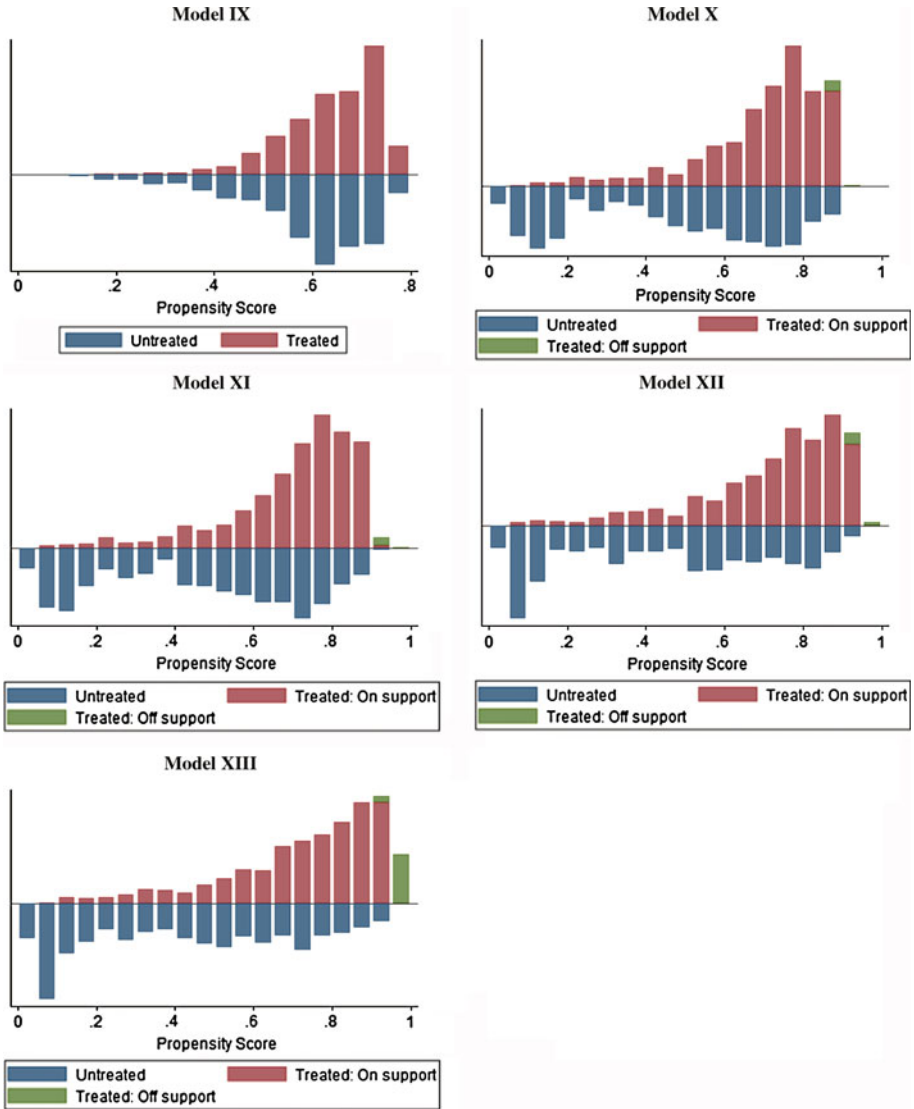 Model IX
0 .2 .4 .6 .8
Propensity Score
Untreated Treated
Model X
0 .2 .4 .6 .8 1
Propensity Score
Untreated Treated: On support
Treated: Off support
Model XI
0 .2 .4 .6 .8 1
Propensity Score
Untreated Treated: On support
Treated: Off support
Model XII
0 .2 .4 .6 .8 1
Propensity Score
Untreated Treated: On support
Treated: Off support
Model XIII
0 .2 .4 .6 .8 1
Propensity Score
Untreated Treated: On support
Treated: Off support